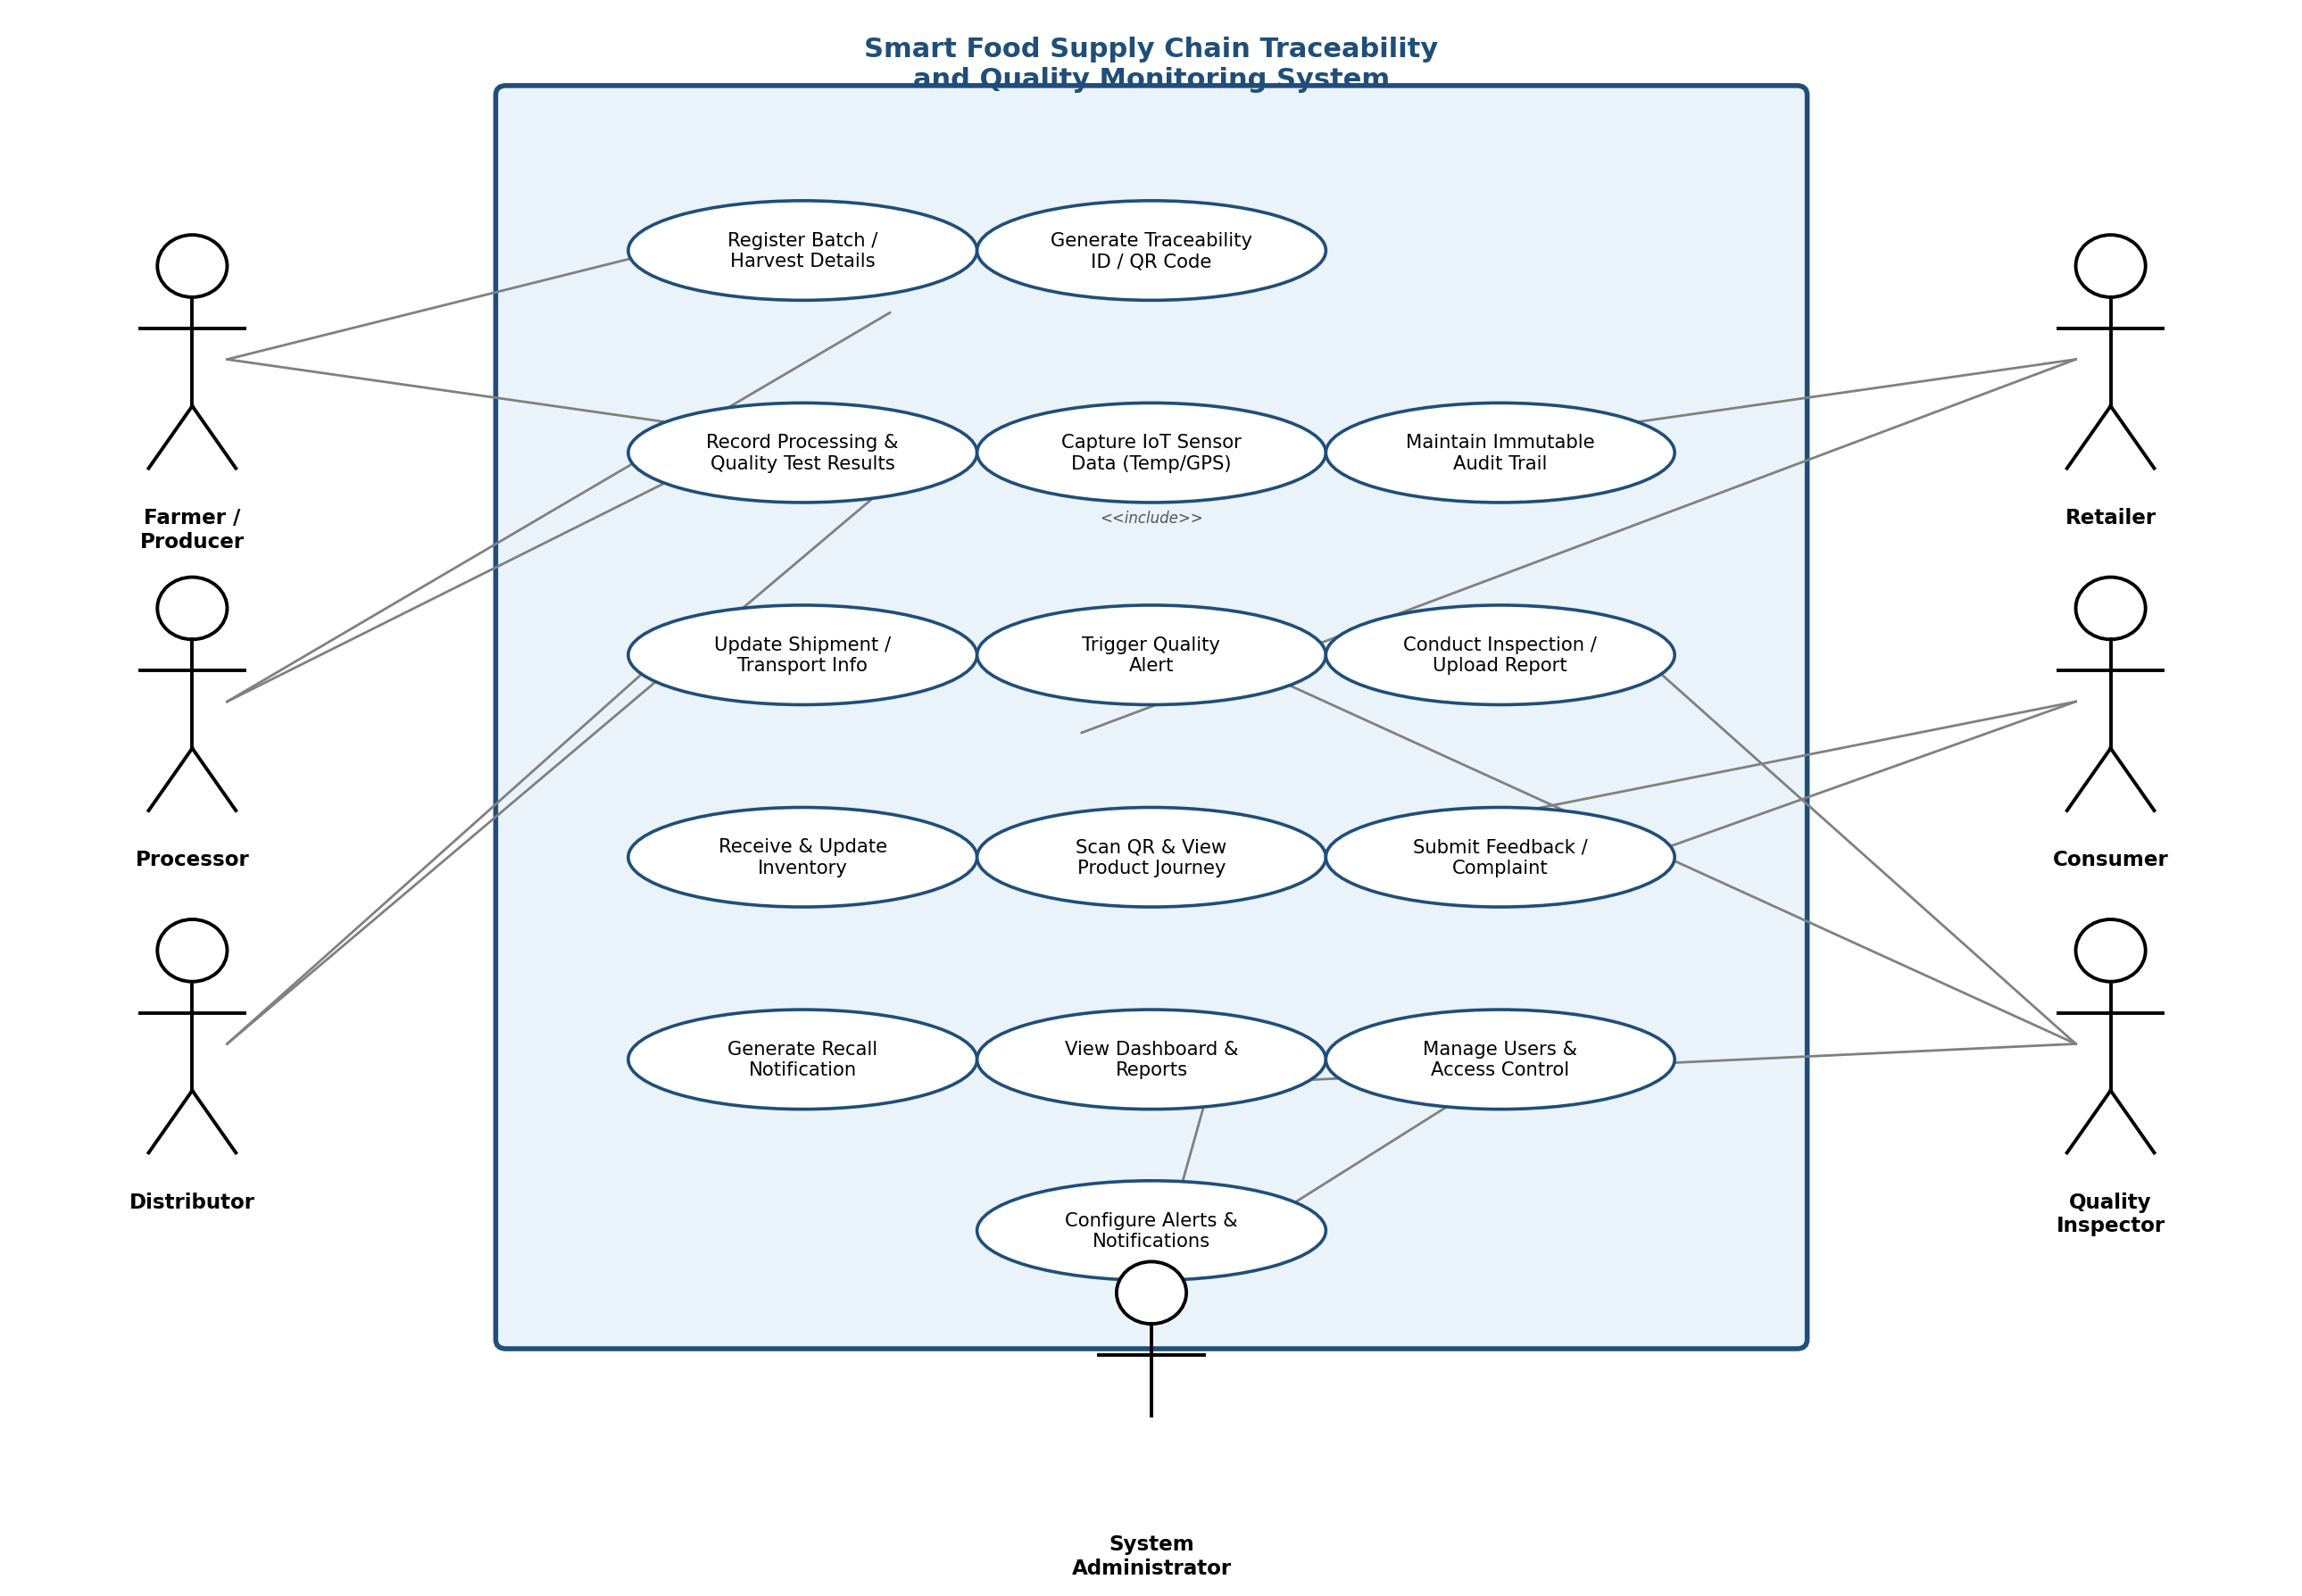 Smart Food Supply Chain Traceability
and Quality Monitoring System
Register Batch /
Harvest Details
Generate Traceability
ID / QR Code
Record Processing &
Quality Test Results
Capture IoT Sensor
Data (Temp/GPS)
Maintain Immutable
Audit Trail
<<include>>
Farmer /
Producer
Retailer
Update Shipment /
Transport Info
Trigger Quality
Alert
Conduct Inspection /
Upload Report
Receive & Update
Inventory
Scan QR & View
Product Journey
Submit Feedback /
Complaint
Processor
Consumer
Generate Recall
Notification
View Dashboard &
Reports
Manage Users &
Access Control
Distributor
Quality
Inspector
Configure Alerts &
Notifications
System
Administrator